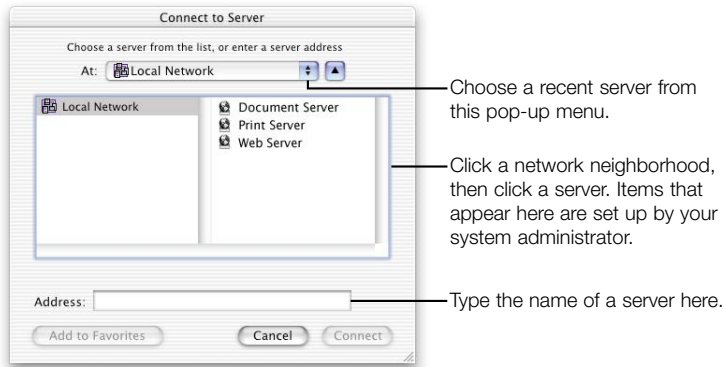 Connect to Server
Choose a server from the list, or enter a server address
At: Local Network
Choose a recent server from
this pop-up menu.
Local Network
Document Server
Print Server
Web Server
Click a network neighborhood,
then click a server. Items that
appear here are set up by your
system administrator.
Address:
Type the name of a server here.
Add to Favorites Cancel Connect